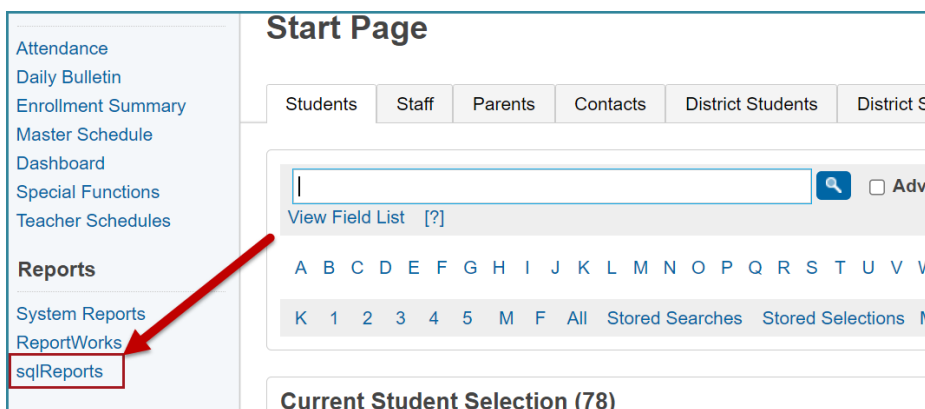 Attendance
Daily Bulletin
Enrollment Summary
Master Schedule
Dashboard
Special Functions
Teacher Schedules
Reports
System Reports
ReportWorks
sqlReports
Start Page
Students Staff Parents Contacts District Students District S
Adv
View Field List [?]
A B C D E F G H I J K L M N O P Q R S T U V W
K 1 2 3 4 5 M F All Stored Searches Stored Selections M
Current Student Selection (78)